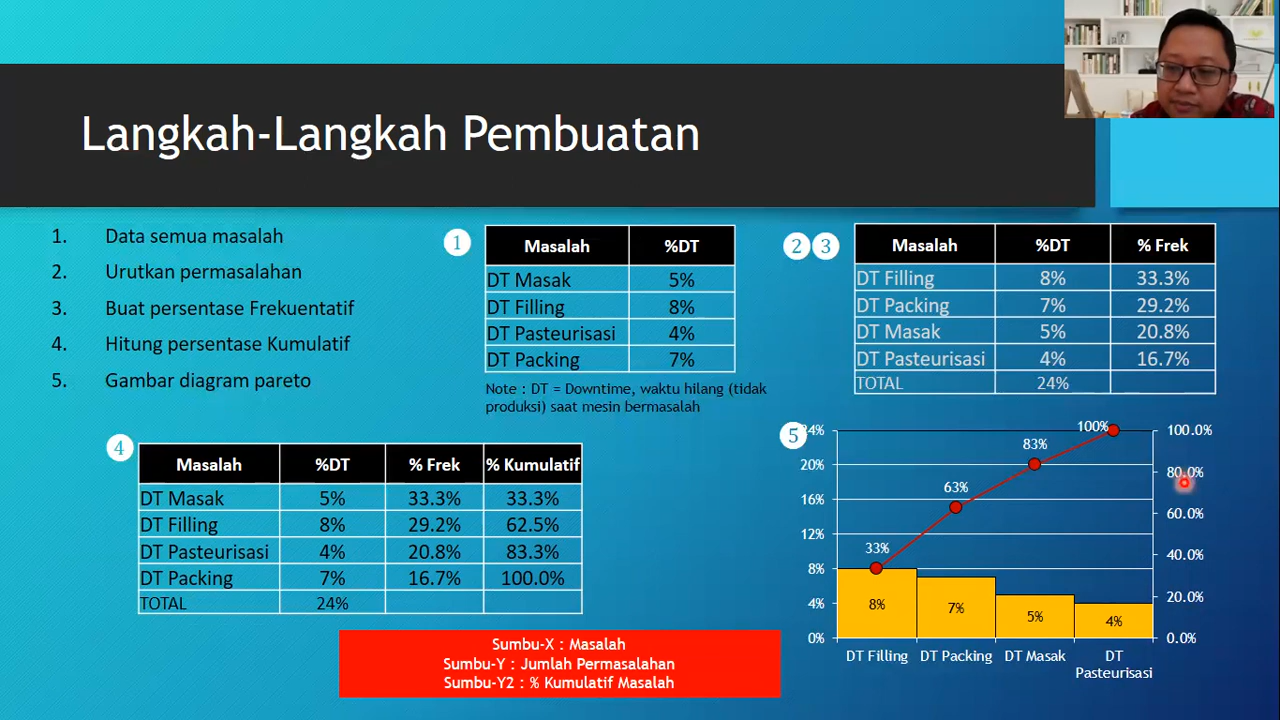 Langkah-Langkah Pembuatan
1. Data semua masalah
2. Urutkan permasalahan
3. Buat persentase Frekuentatif
4. Hitung persentase Kumulatif
5. Gambar diagram pareto
1
Masalah %DT
DT Masak 5%
DT Filling 8%
DT Pasteurisasi 4%
DT Packing 7%
Note : DT = Downtime, waktu hilang (tidak
produksi) saat mesin bermasalah
2 3
Masalah %DT % Frek
DT Filling 8% 33.3%
DT Packing 7% 29.2%
DT Masak 5% 20.8%
DT Pasteurisasi 4% 16.7%
TOTAL 24%
4
Masalah %DT % Frek % Kumulatif
DT Masak 5% 33.3% 33.3%
DT Filling 8% 29.2% 62.5%
DT Pasteurisasi 4% 20.8% 83.3%
DT Packing 7% 16.7% 100.0%
TOTAL 24%
Sumbu-X : Masalah
Sumbu-Y : Jumlah Permasalahan
Sumbu-Y2 : % Kumulatif Masalah
5
24%
20%
16%
12%
8%
4%
0%
33%
63%
83%
100%
8%
7%
5%
4%
100.0%
80.0%
60.0%
40.0%
20.0%
0.0%
DT Filling DT Packing DT Masak DT
Pasteurisasi